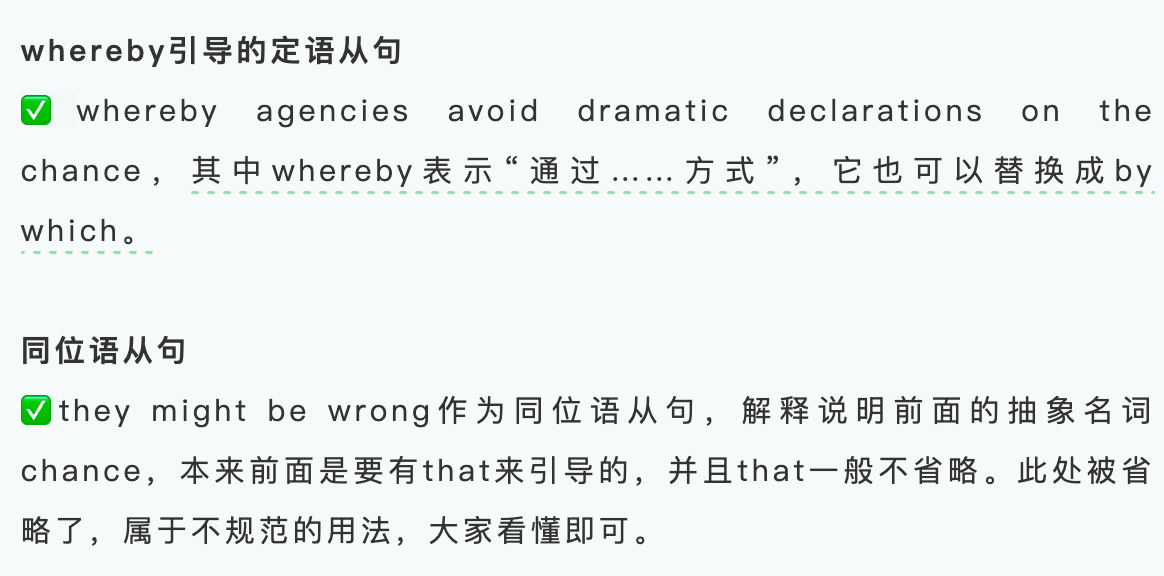 whereby引导的定语从句
✅ whereby agencies avoid dramatic declarations on the
chance，其中whereby表示“通过……方式”，它也可以替换成by
which。
同位语从句
✅they might be wrong作为同位语从句，解释说明前面的抽象名词
chance，本来前面是要有that来引导的，并且that一般不省略。此处被省
略了，属于不规范的用法，大家看懂即可。